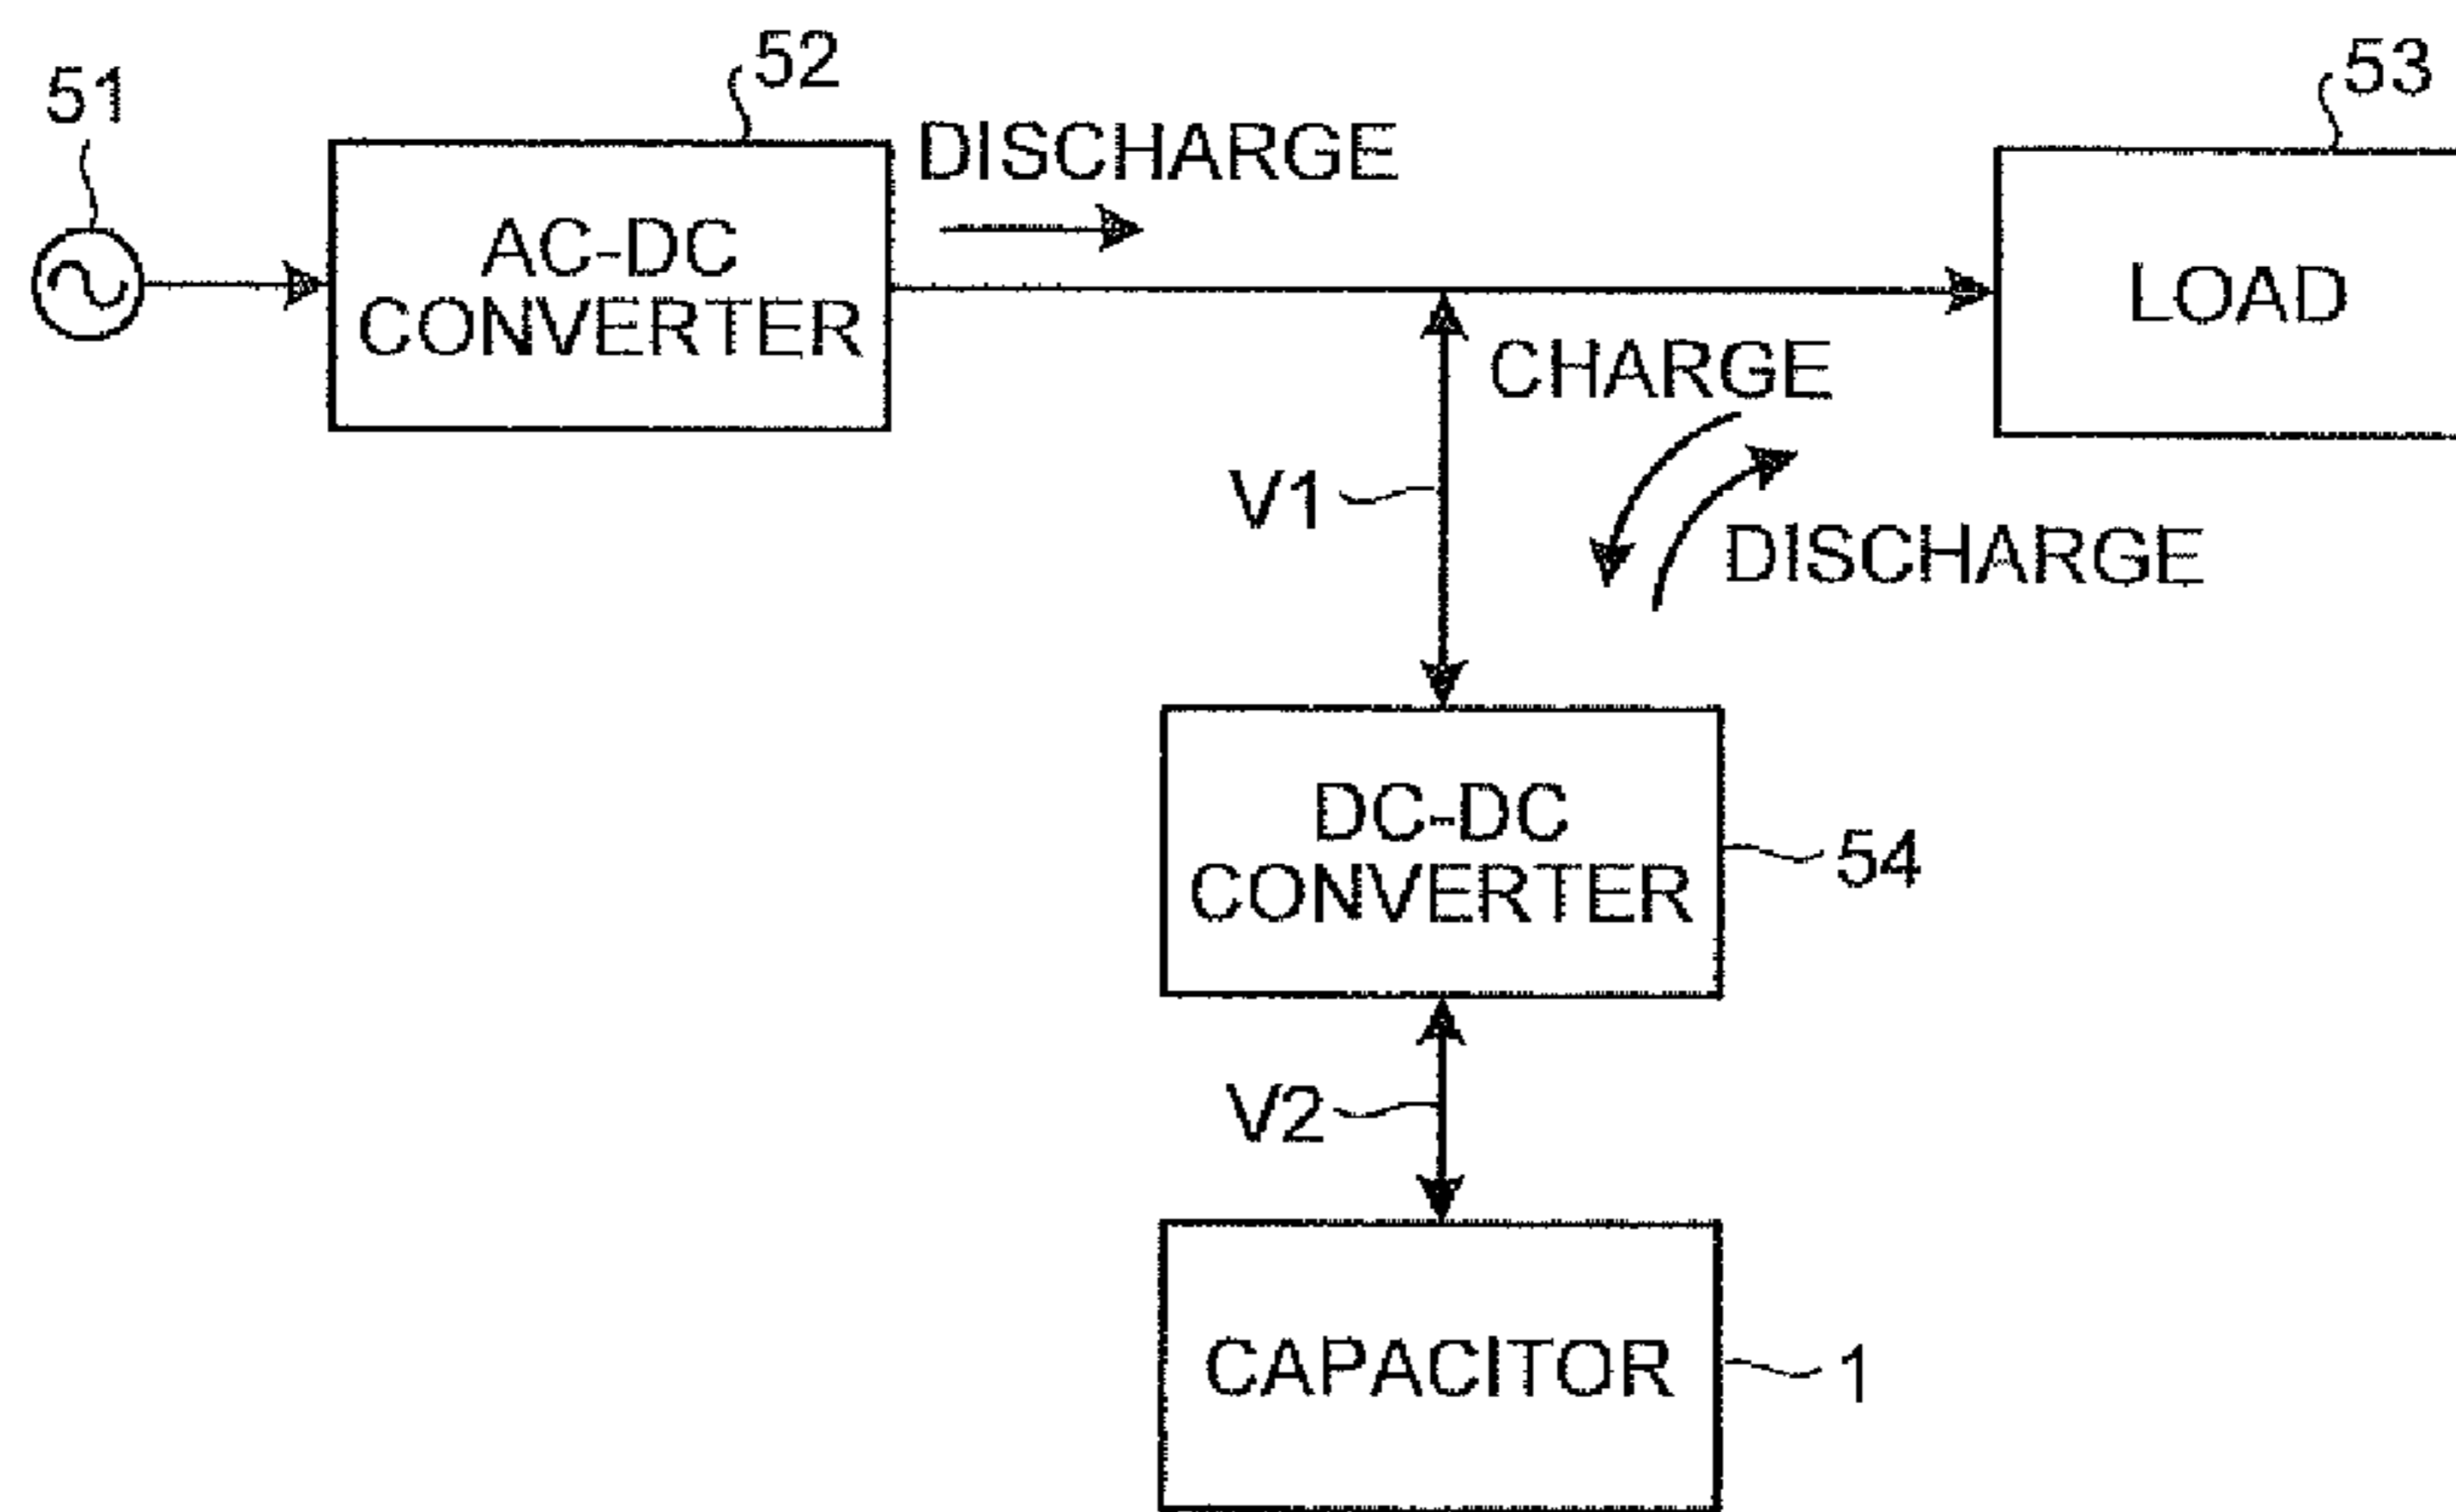 51
52
53
DISCHARGE
AC-DC
CONVERTER
LOAD
CHARGE
V1
DISCHARGE
DC-DC
CONVERTER
54
V2
CAPACITOR
1